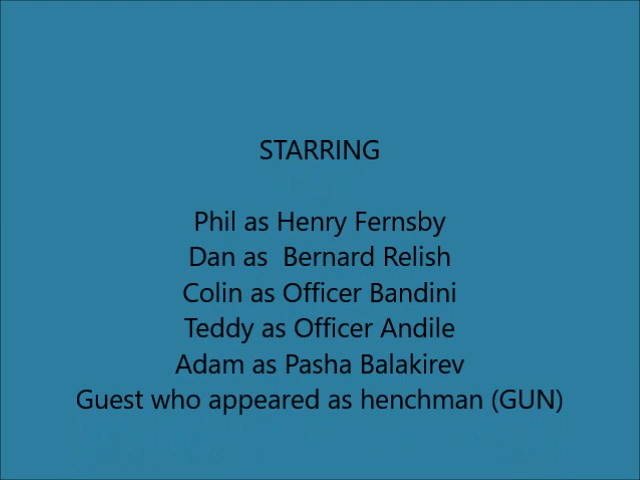 STARRING
Phil as Henry Fernsby
Dan as  Bernard Relish
Colin as Officer Bandini
Teddy as Officer Andile
Adam as Pasha Balakirev
Guest who appeared as henchman (GUN)